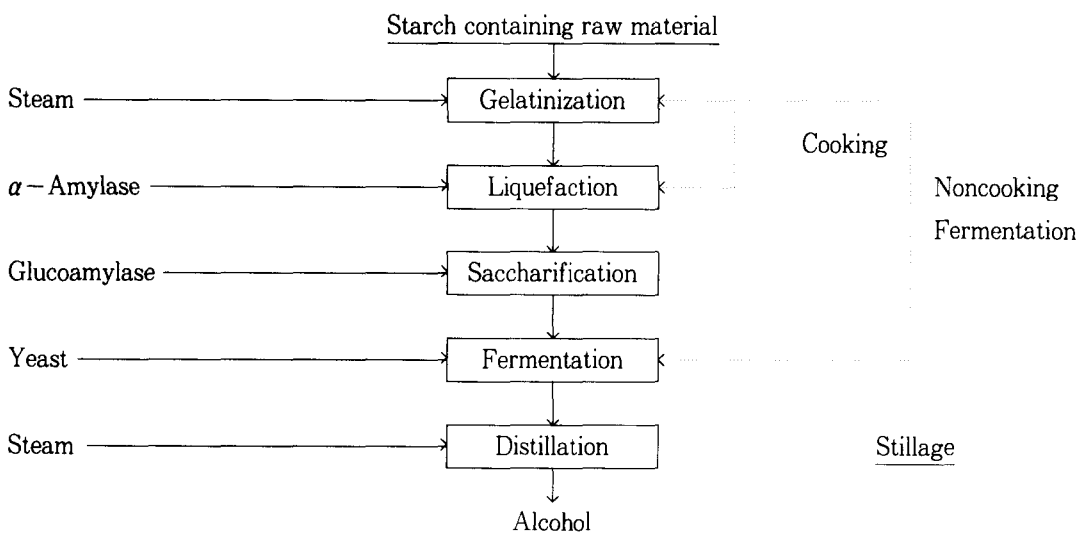 Starch containing raw material
Steam
Gelatinization
Cooking
α-Amylase
Liquefaction
Noncooking
Fermentation
Glucoamylase
Saccharification
Yeast
Fermentation
Steam
Distillation
Stillage
Alcohol